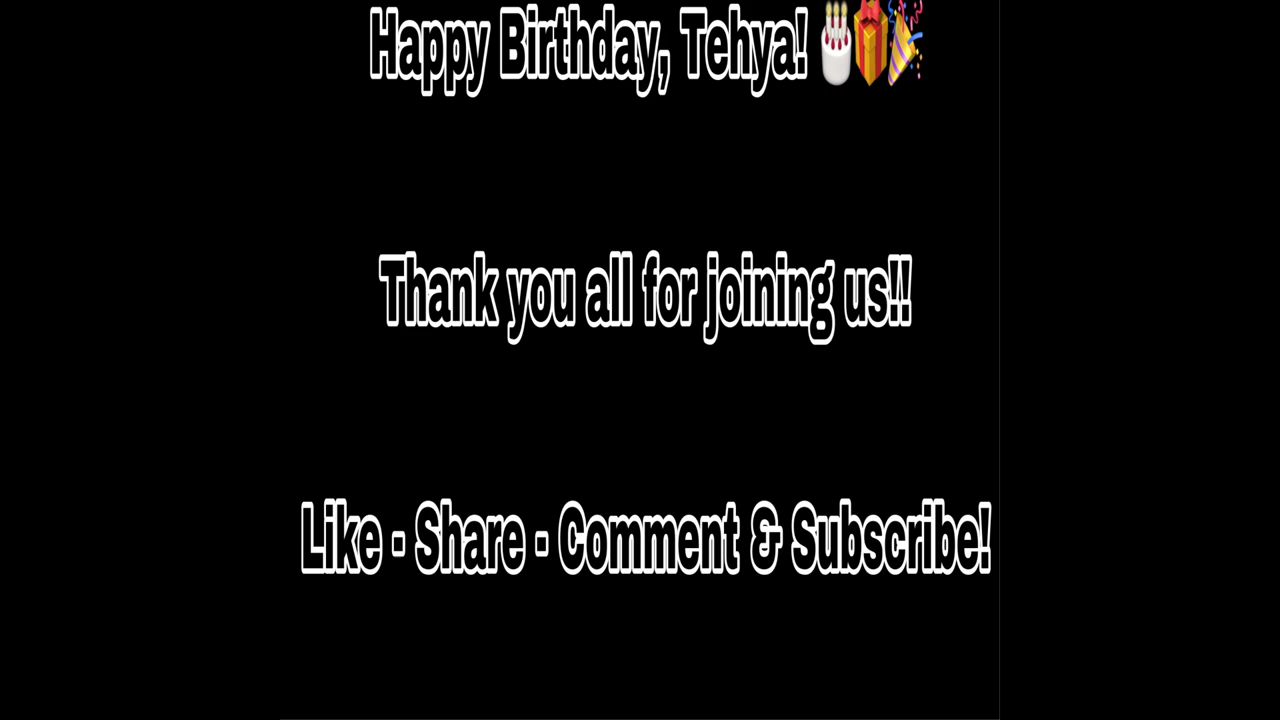 Happy Birthday, Tehya! 🎂🎁🎉
Thank you all for joining us!!
Like - Share - Comment & Subscribe!